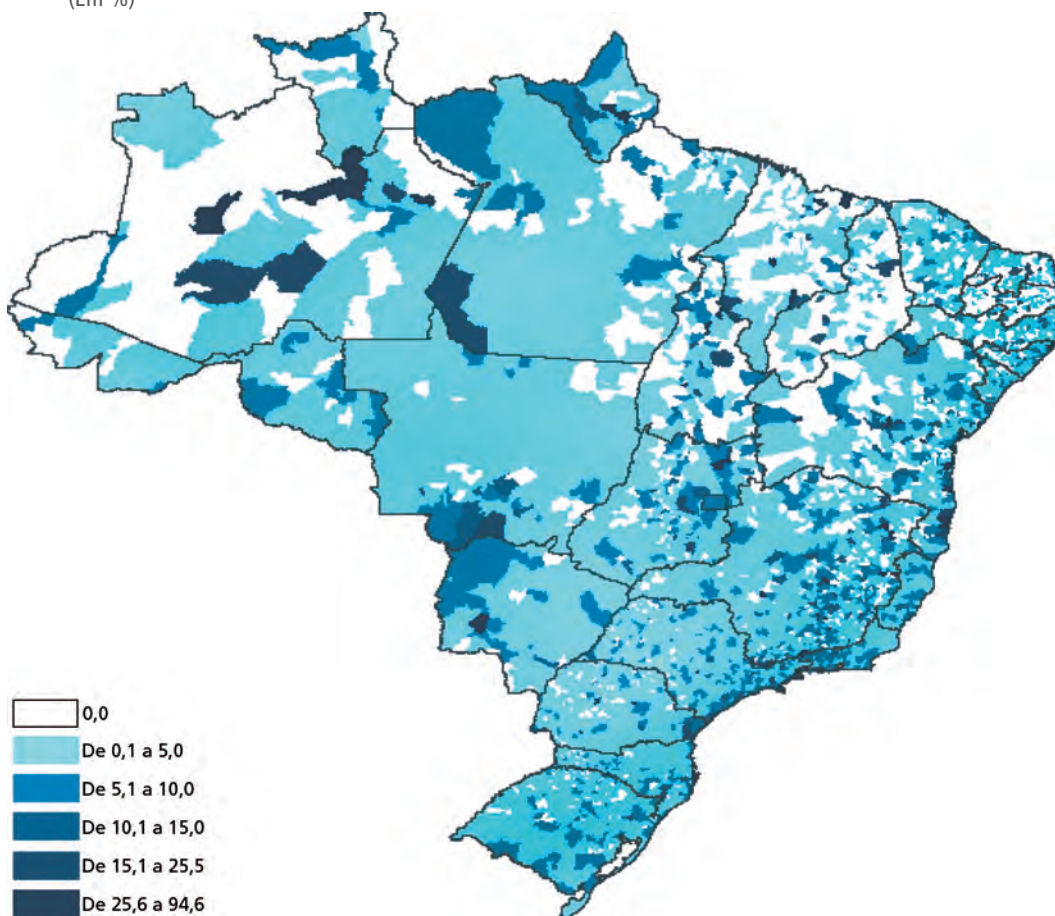 (Em %)
0,0
De 0,1 a 5,0
De 5,1 a 10,0
De 10,1 a 15,0
De 15,1 a 25,5
De 25,6 a 94,6